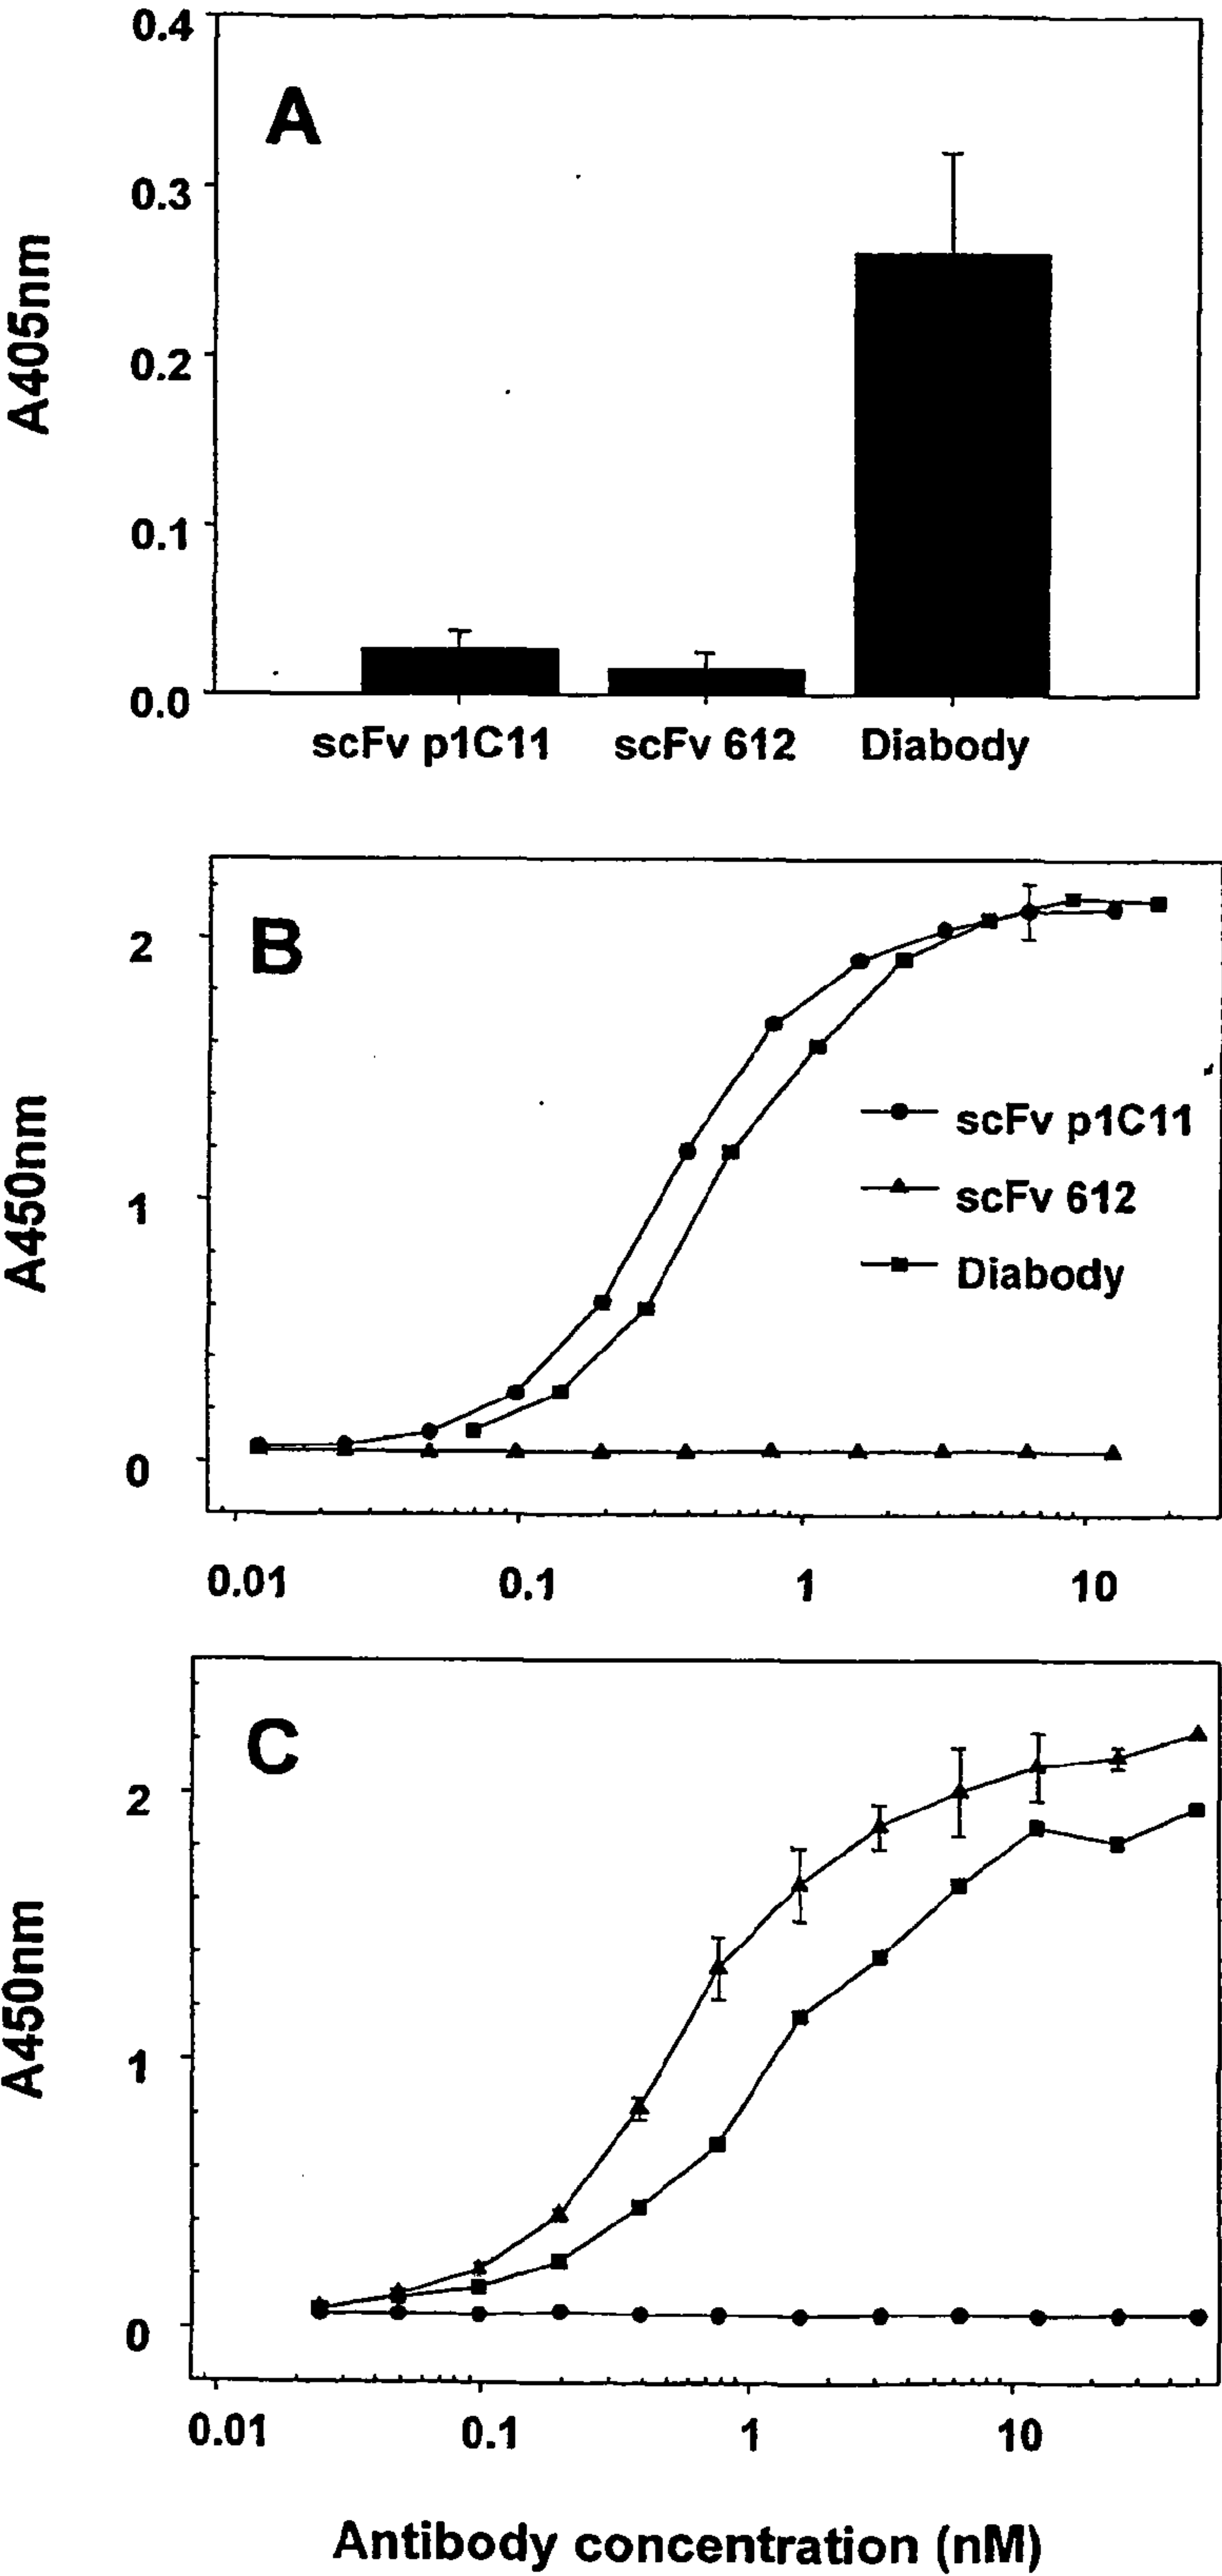 0.4
A
0.3
A405nm
0.2
0.1
0.0
scFv p1C11 scFv 612 Diabody
B
2
A450nm
1
0
scFv p1C11
scFv 612
Diabody
0.01 0.1 1 10
C
2
A450nm
1
0
0.01 0.1 1 10
Antibody concentration (nM)